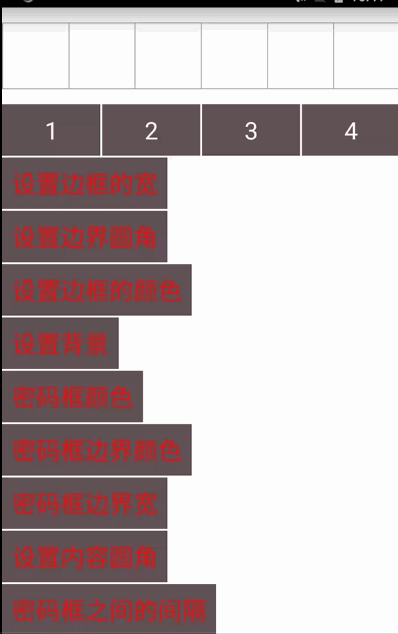 1 2 3 4
设置边框的宽
设置边界圆角
设置边框的颜色
设置背景
密码框颜色
密码框边界颜色
密码框边界宽
设置内容圆角
密码框之间的间隔